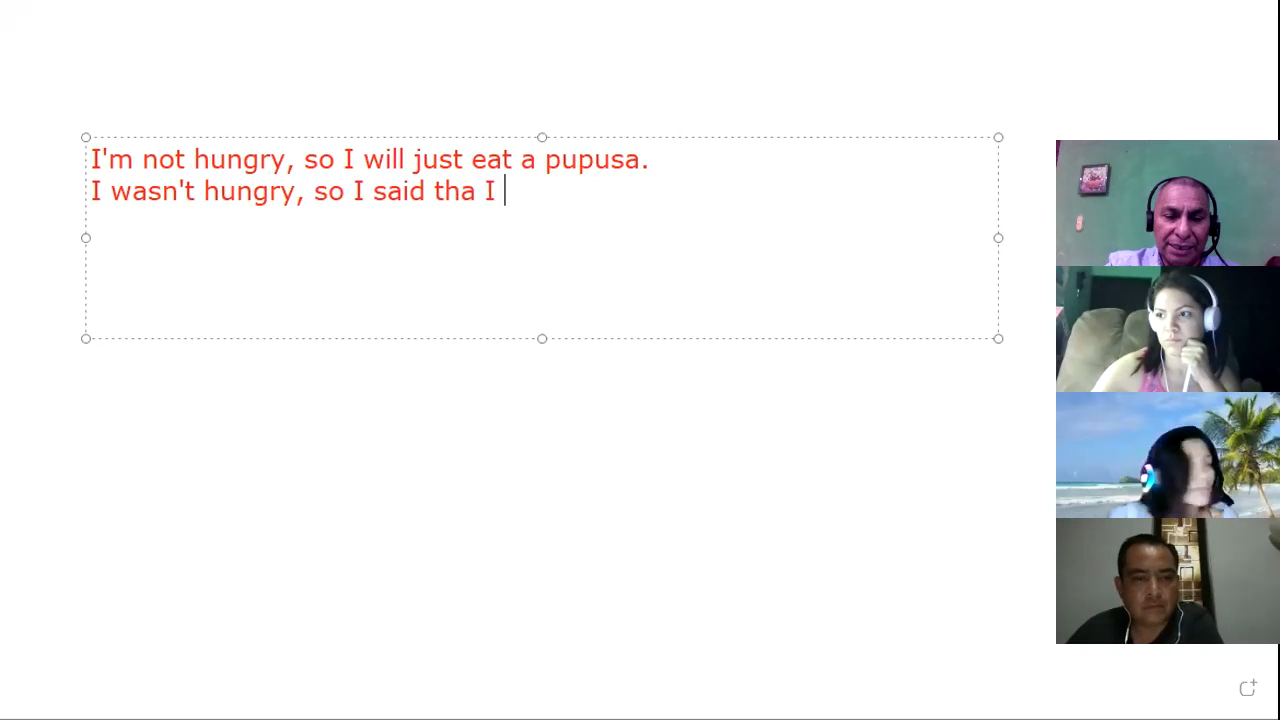 I'm not hungry, so I will just eat a pupusa.
I wasn't hungry, so I said tha I